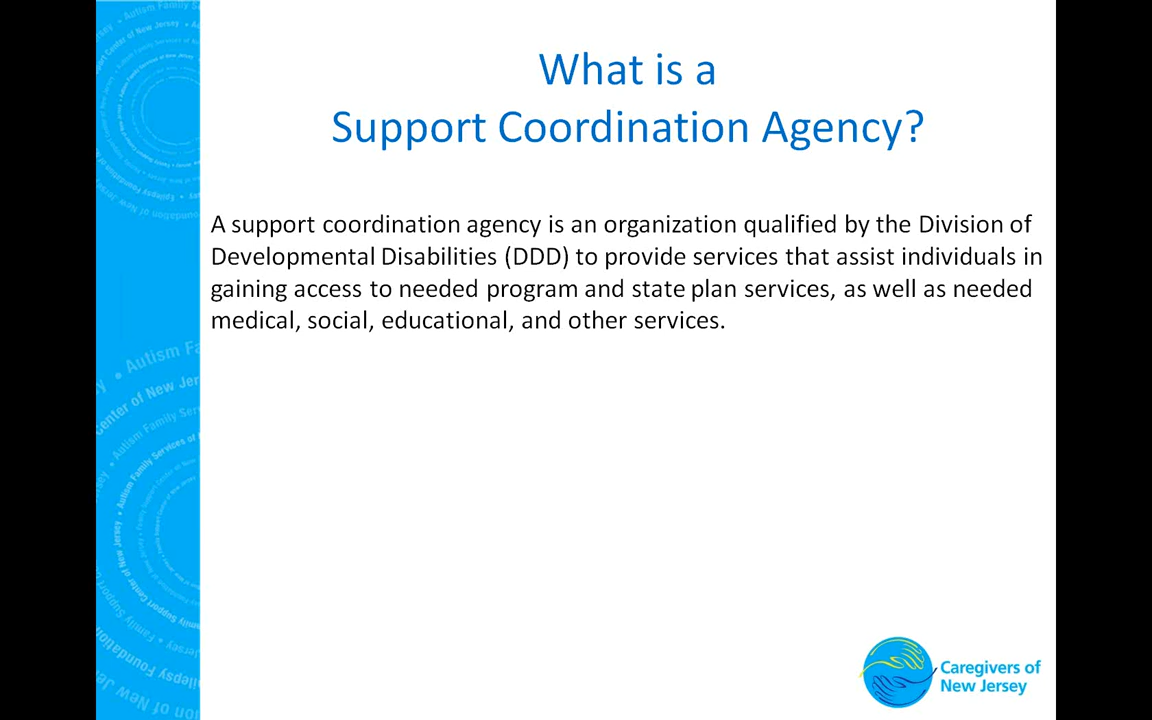 What is a
Support Coordination Agency?
A support coordination agency is an organization qualified by the Division of
Developmental Disabilities (DDD) to provide services that assist individuals in
gaining access to needed program and state plan services, as well as needed
medical, social, educational, and other services.
Caregivers of
New Jersey